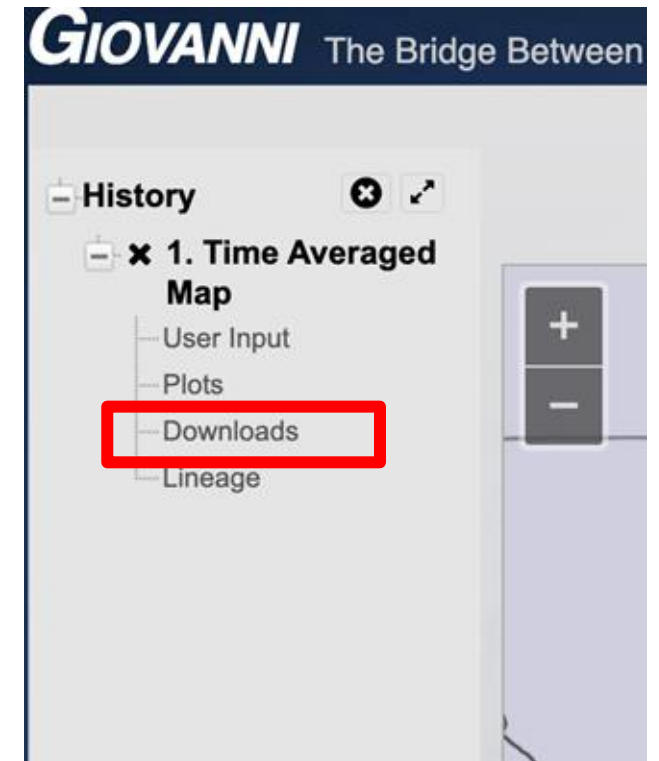 GIOVANNI The Bridge Between
History
1. Time Averaged
Map
User Input
Plots
Downloads
Lineage